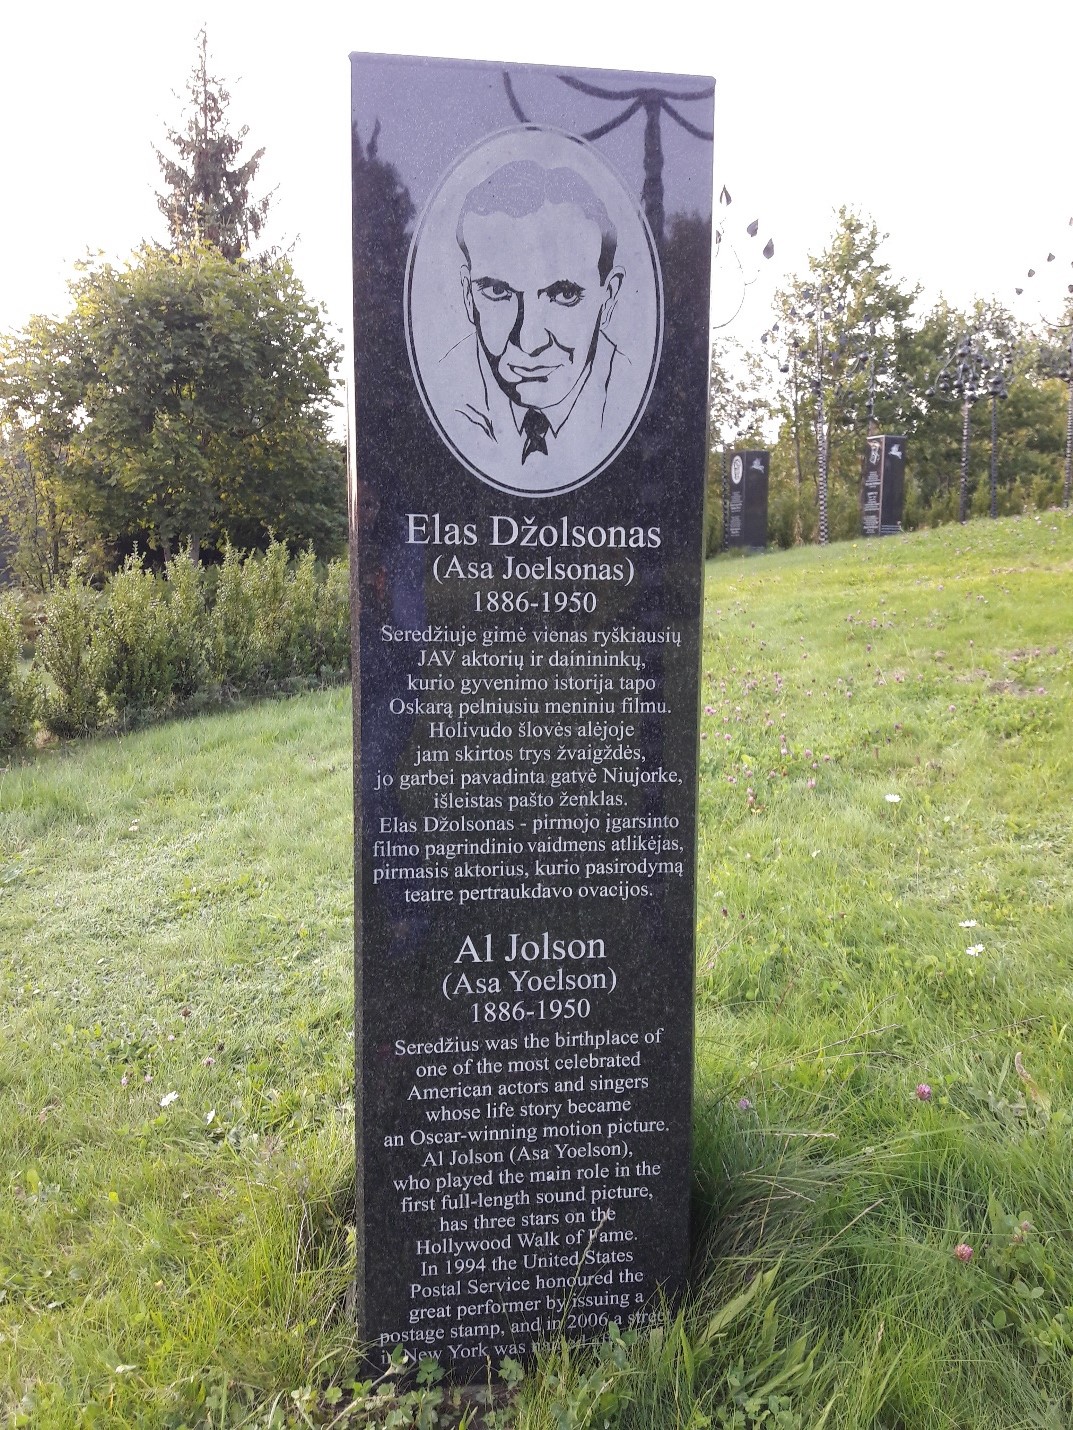 Elas Džolsonas
(Asa Joelsonas)
1886-1950
Seredžiuje gimė vienas ryškiausių
JAV aktorių ir dainininkų,
kurio gyvenimo istorija tapo
Oskarą pelniusiu meniniu filmu.
Holivudo šlovės alėjoje
jam skirtos trys žvaigždės,
jo garbei pavadinta gatvė Niujorke,
išleistas pašto ženklas.
Elas Džolsonas - pirmojo įgarsinto
filmo pagrindinio vaidmens atlikėjas,
pirmasis aktorius, kurio pasirodymą
teatre pertraukdavo ovacijos.
Al Jolson
(Asa Yoelson)
1886-1950
Seredžius was the birthplace of
one of the most celebrated
American actors and singers
whose life story became
an Oscar-winning motion picture.
Al Jolson (Asa Yoelson),
who played the main role in the
first full-length sound picture,
has three stars on the
Hollywood Walk of Fame.
In 1994 the United States
Postal Service honoured the
great performer by issuing a
postage stamp, and in 2006 a street
in New York was named